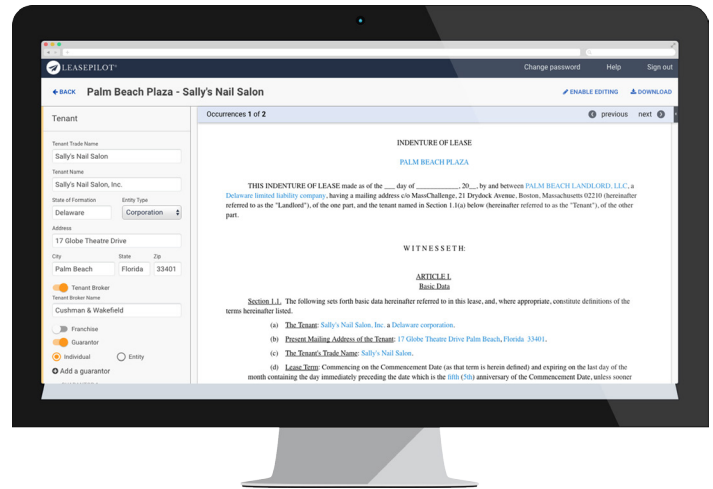 LEASEPILOT®
Change password Help Sign out
BACK Palm Beach Plaza - Sally's Nail Salon ENABLE EDITING DOWNLOAD
Tenant
Occurrences 1 of 2 previous next
Tenant Trade Name
Sally's Nail Salon
Tenant Name
Sally's Nail Salon, Inc.
State of Formation Entity Type
Delaware Corporation
Address
17 Globe Theatre Drive
City State Zip
Palm Beach Florida 33401
Tenant Broker
Tenant Broker Name
Cushman & Wakefield
Franchise
Guarantor
Individual Entity
Add a guarantor
INDENTURE OF LEASE
PALM BEACH PLAZA
THIS INDENTURE OF LEASE made as of the ___ day of ____________, 20__, by and between PALM BEACH LANDLORD, LLC, a
Delaware limited liability company, having a mailing address c/o MassChallenge, 21 Drydock Avenue, Boston, Massachusetts 02210 (hereinafter
referred to as the "Landlord"), of the one part, and the tenant named in Section 1.1(a) below (hereinafter referred to as the "Tenant"), of the other
part.
W I T N E S S E T H:
ARTICLE I.
Basic Data
Section 1.1. The following sets forth basic data hereinafter referred to in this lease, and, where appropriate, constitute definitions of the
terms hereinafter listed.
(a) The Tenant: Sally's Nail Salon, Inc. a Delaware corporation.
(b) Present Mailing Address of the Tenant: 17 Globe Theatre Drive Palm Beach, Florida 33401.
(c) The Tenant's Trade Name: Sally's Nail Salon.
(d) Lease Term: Commencing on the Commencement Date (as that term is herein defined) and expiring on the last day of the
month containing the day immediately preceding the date which is the fifth (5th) anniversary of the Commencement Date, unless sooner